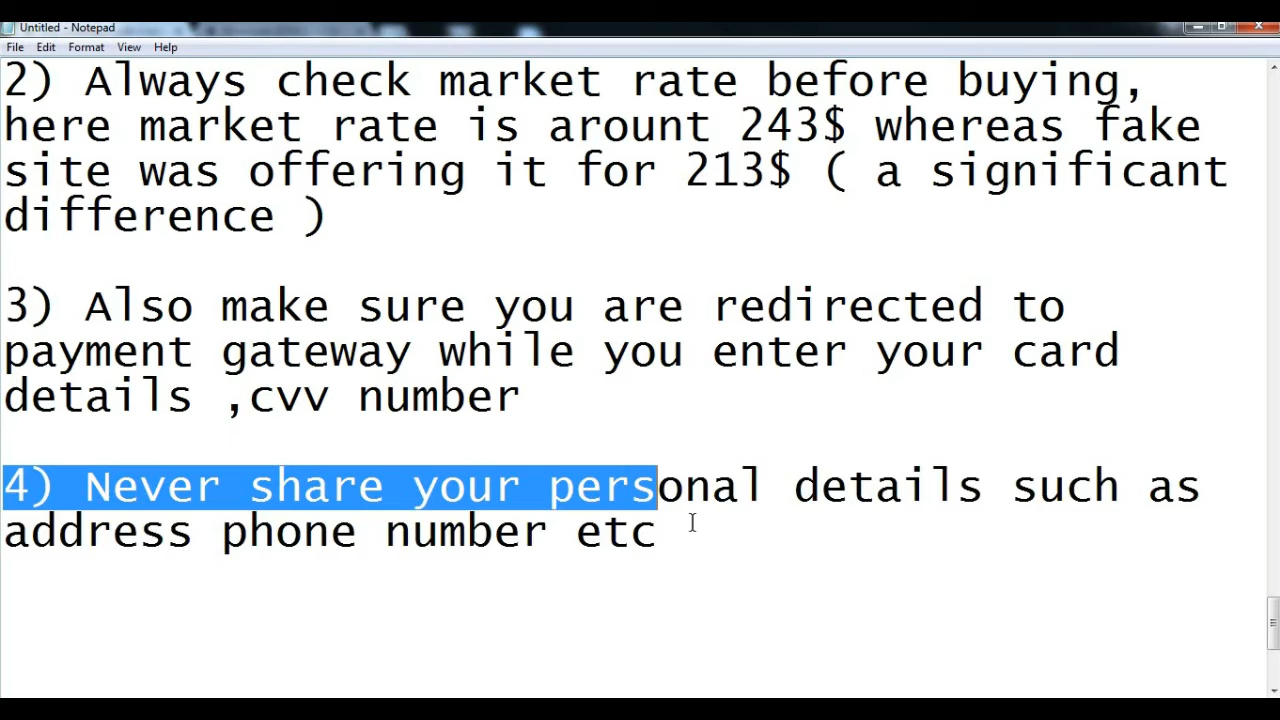 Untitled - Notepad
File Edit Format View Help
2) Always check market rate before buying,
here market rate is arount 243$ whereas fake
site was offering it for 213$ ( a significant
difference )
3) Also make sure you are redirected to
payment gateway while you enter your card
details ,cvv number
4) Never share your personal details such as
address phone number etc